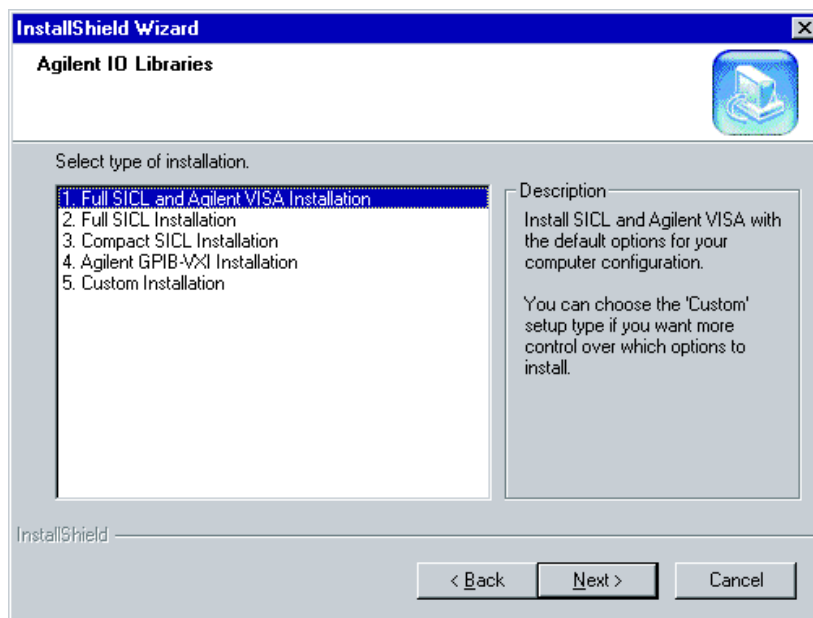 InstallShield Wizard
Agilent IO Libraries
Select type of installation.
1. Full SICL and Agilent VISA Installation
2. Full SICL Installation
3. Compact SICL Installation
4. Agilent GPIB-VXI Installation
5. Custom Installation
Description
Install SICL and Agilent VISA with
the default options for your
computer configuration.
You can choose the 'Custom'
setup type if you want more
control over which options to
install.
InstallShield
< Back
Next >
Cancel